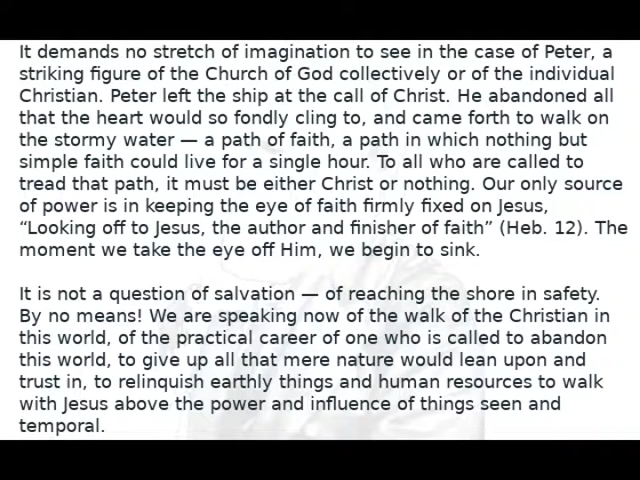 It demands no stretch of imagination to see in the case of Peter, a
striking figure of the Church of God collectively or of the individual
Christian. Peter left the ship at the call of Christ. He abandoned all
that the heart would so fondly cling to, and came forth to walk on
the stormy water — a path of faith, a path in which nothing but
simple faith could live for a single hour. To all who are called to
tread that path, it must be either Christ or nothing. Our only source
of power is in keeping the eye of faith firmly fixed on Jesus,
“Looking off to Jesus, the author and finisher of faith” (Heb. 12). The
moment we take the eye off Him, we begin to sink.

It is not a question of salvation — of reaching the shore in safety.
By no means! We are speaking now of the walk of the Christian in
this world, of the practical career of one who is called to abandon
this world, to give up all that mere nature would lean upon and
trust in, to relinquish earthly things and human resources to walk
with Jesus above the power and influence of things seen and
temporal.